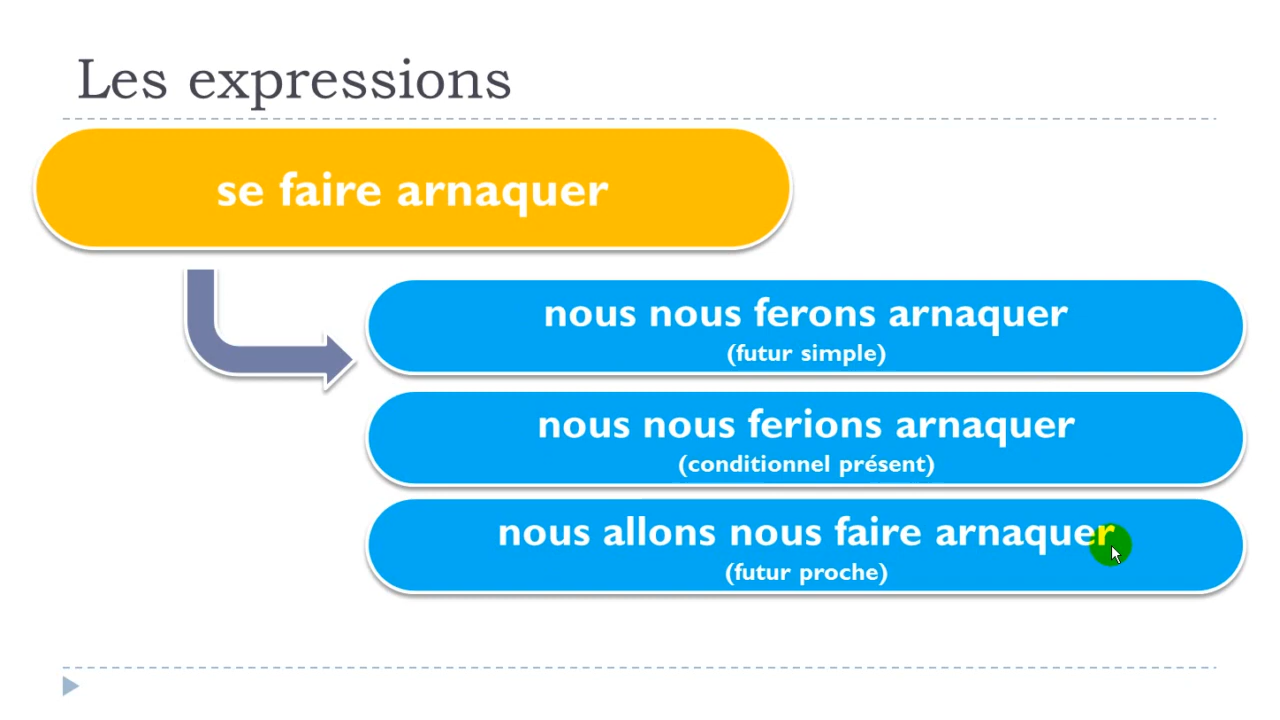 Les expressions
se faire arnaquer
nous nous ferons arnaquer
(futur simple)
nous nous ferions arnaquer
(conditionnel présent)
nous allons nous faire arnaquer
(futur proche)